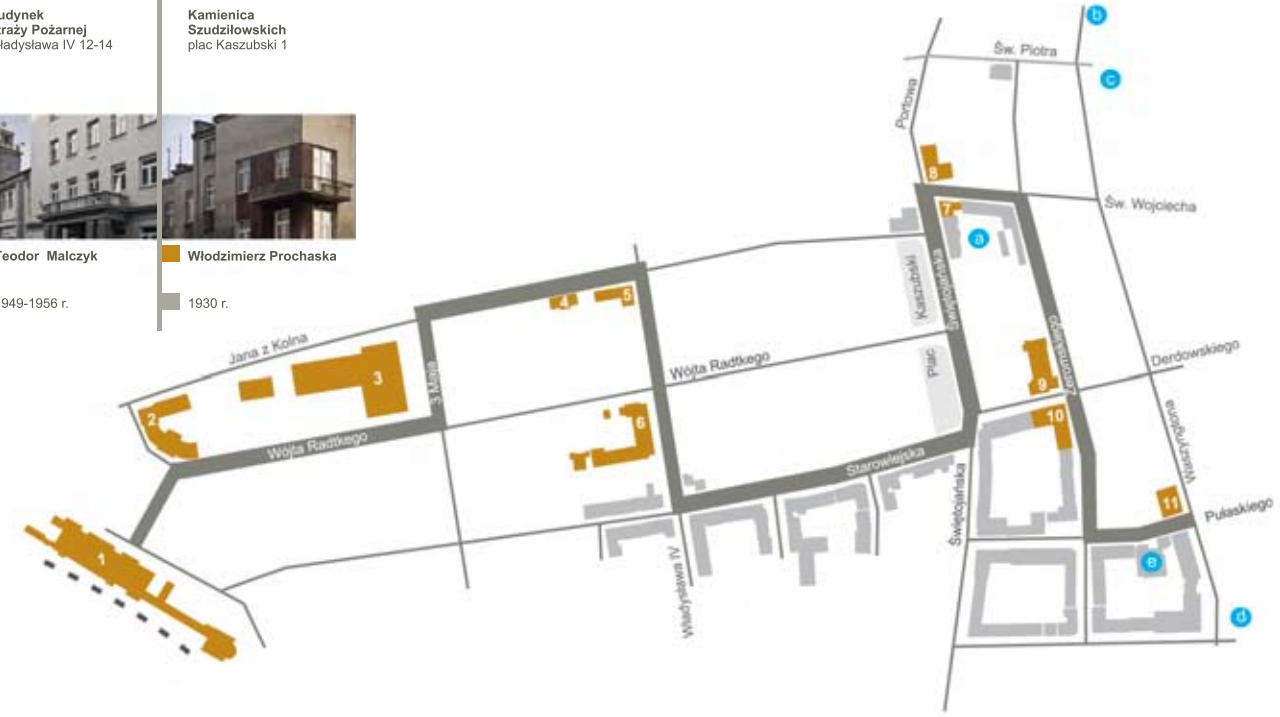 udynek
traży Pożarnej
ładysława IV 12-14
Kamienica
Szudziłowskich
plac Kaszubski 1
Teodor Malczyk
949-1956 r.
Włodzimierz Prochaska
1930 r.
b
Św. Piotra
c
Portowa
8
7
Św. Wojciecha
a
Kaszubski
Świętojańska
5
4
Jana z Kolna
3
3 Maja
Wójta Radtkego
Plac
Żeromskiego
Derdowskiego
9
2
10
6
Wójta Radtkego
Starowiejska
Waszyngtona
Świętojańska
11
Pułaskiego
1
e
Władysława IV
d